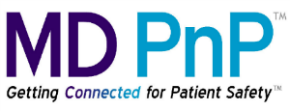 MD PnP™
Getting Connected for Patient Safety™